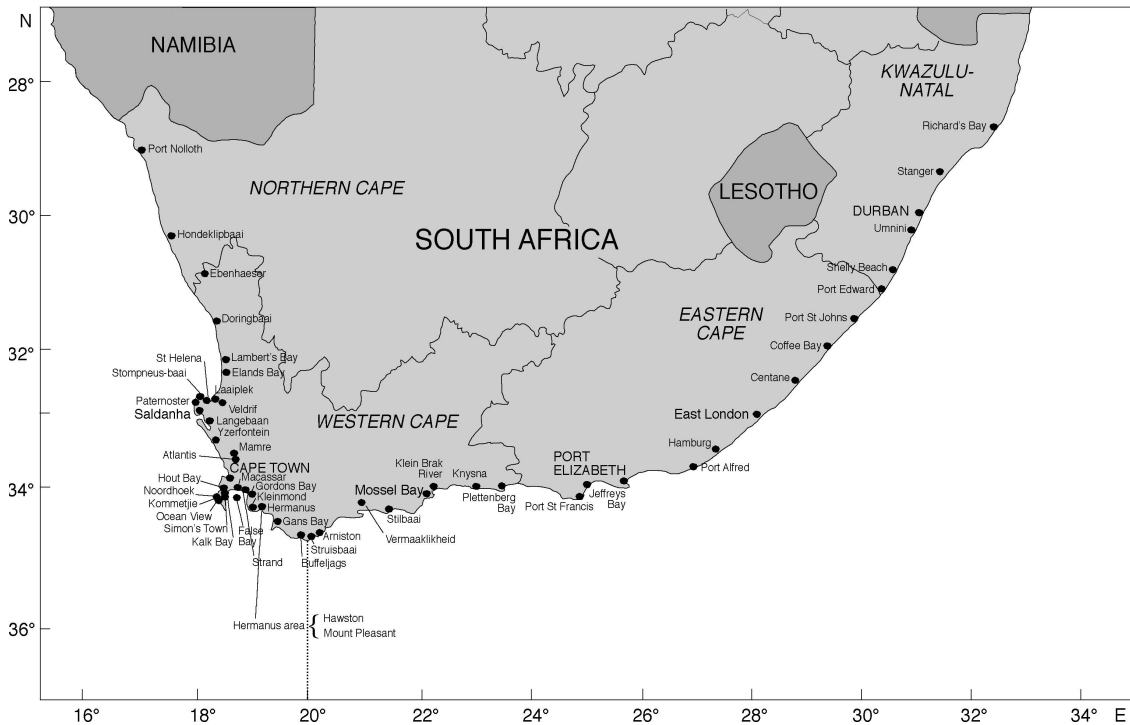 N
NAMIBIA
KWAZULU-
NATAL
28°
Richard's Bay
Port Nolloth
Stanger
NORTHERN CAPE
LESOTHO
DURBAN
30°
Umnini
Hondeklipbaai
SOUTH AFRICA
Shelly Beach
Ebenhaeser
Port Edward
EASTERN
CAPE
Doringbaai
Port St Johns
32°
Coffee Bay
St Helena
Lambert's Bay
Stompneus-baai
Elands Bay
Centane
Laaiplek
Paternoster
Veldrif
Saldanha
WESTERN CAPE
East London
Langebaan
Yzerfontein
Hamburg
Mamre
Atlantis
CAPE TOWN
Klein Brak
River
Knysna
PORT
ELIZABETH
Port Alfred
Hout Bay
Macassar
Gordons Bay
34°
Noordhoek
Kleinmond
Mossel Bay
Plettenberg
Bay
Jeffreys
Bay
Kommetjie
Hermanus
Port St Francis
Ocean View
Gans Bay
Stilbaai
Simon's Town
False
Bay
Arniston
Vermaaklikheid
Kalk Bay
Struisbaai
Strand
Buffeljags
Hermanus area { Hawston
Mount Pleasant
36°
16° 18° 20° 22° 24° 26° 28° 30° 32° 34° E